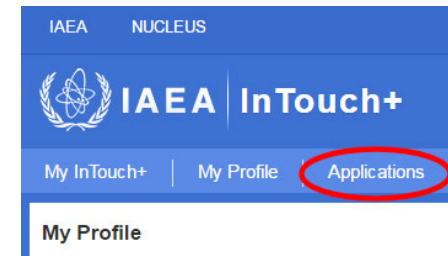 IAEA NUCLEUS
IAEA InTouch+
My InTouch+ My Profile Applications
My Profile